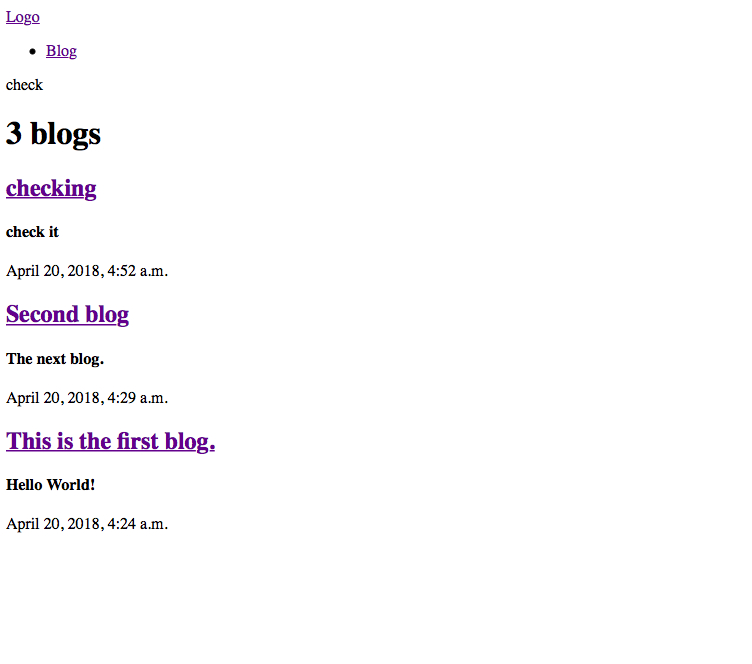 Logo
Blog
check
3 blogs
checking
check it
April 20, 2018, 4:52 a.m.
Second blog
The next blog.
April 20, 2018, 4:29 a.m.
This is the first blog.
Hello World!
April 20, 2018, 4:24 a.m.